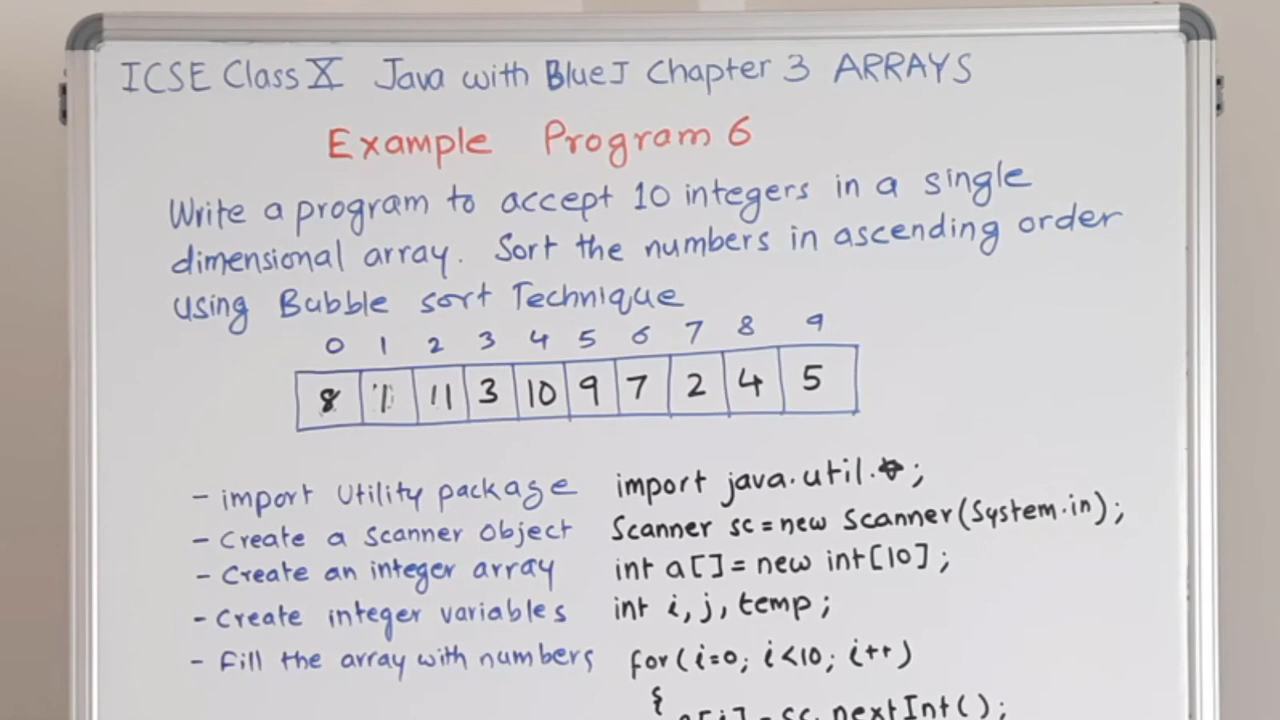 ICSE Class X Java with BlueJ Chapter 3 ARRAYS
Example Program 6
Write a program to accept 10 integers in a single
dimensional array. Sort the numbers in ascending order
using Bubble sort Technique
0 1 2 3 4 5 6 7 8 9
8 1 11 3 10 9 7 2 4 5
- import Utility package import java.util.*;
- Create a scanner object Scanner sc = new Scanner(System.in);
- Create an integer array int a[] = new int[10];
- Create integer variables int i, j, temp;
- Fill the array with numbers for(i=0; i<10; i++)
{
a[i] = sc.nextInt();